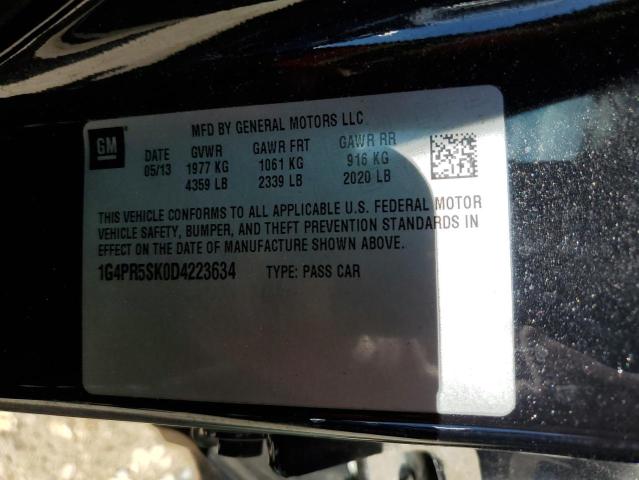 GM
MFD BY GENERAL MOTORS LLC
DATE GVWR GAWR FRT GAWR RR
05/13 1977 KG 1061 KG 916 KG
4359 LB 2339 LB 2020 LB
THIS VEHICLE CONFORMS TO ALL APPLICABLE U.S. FEDERAL MOTOR
VEHICLE SAFETY, BUMPER, AND THEFT PREVENTION STANDARDS IN
EFFECT ON THE DATE OF MANUFACTURE SHOWN ABOVE.
1G4PR5SK0D4223634 TYPE: PASS CAR